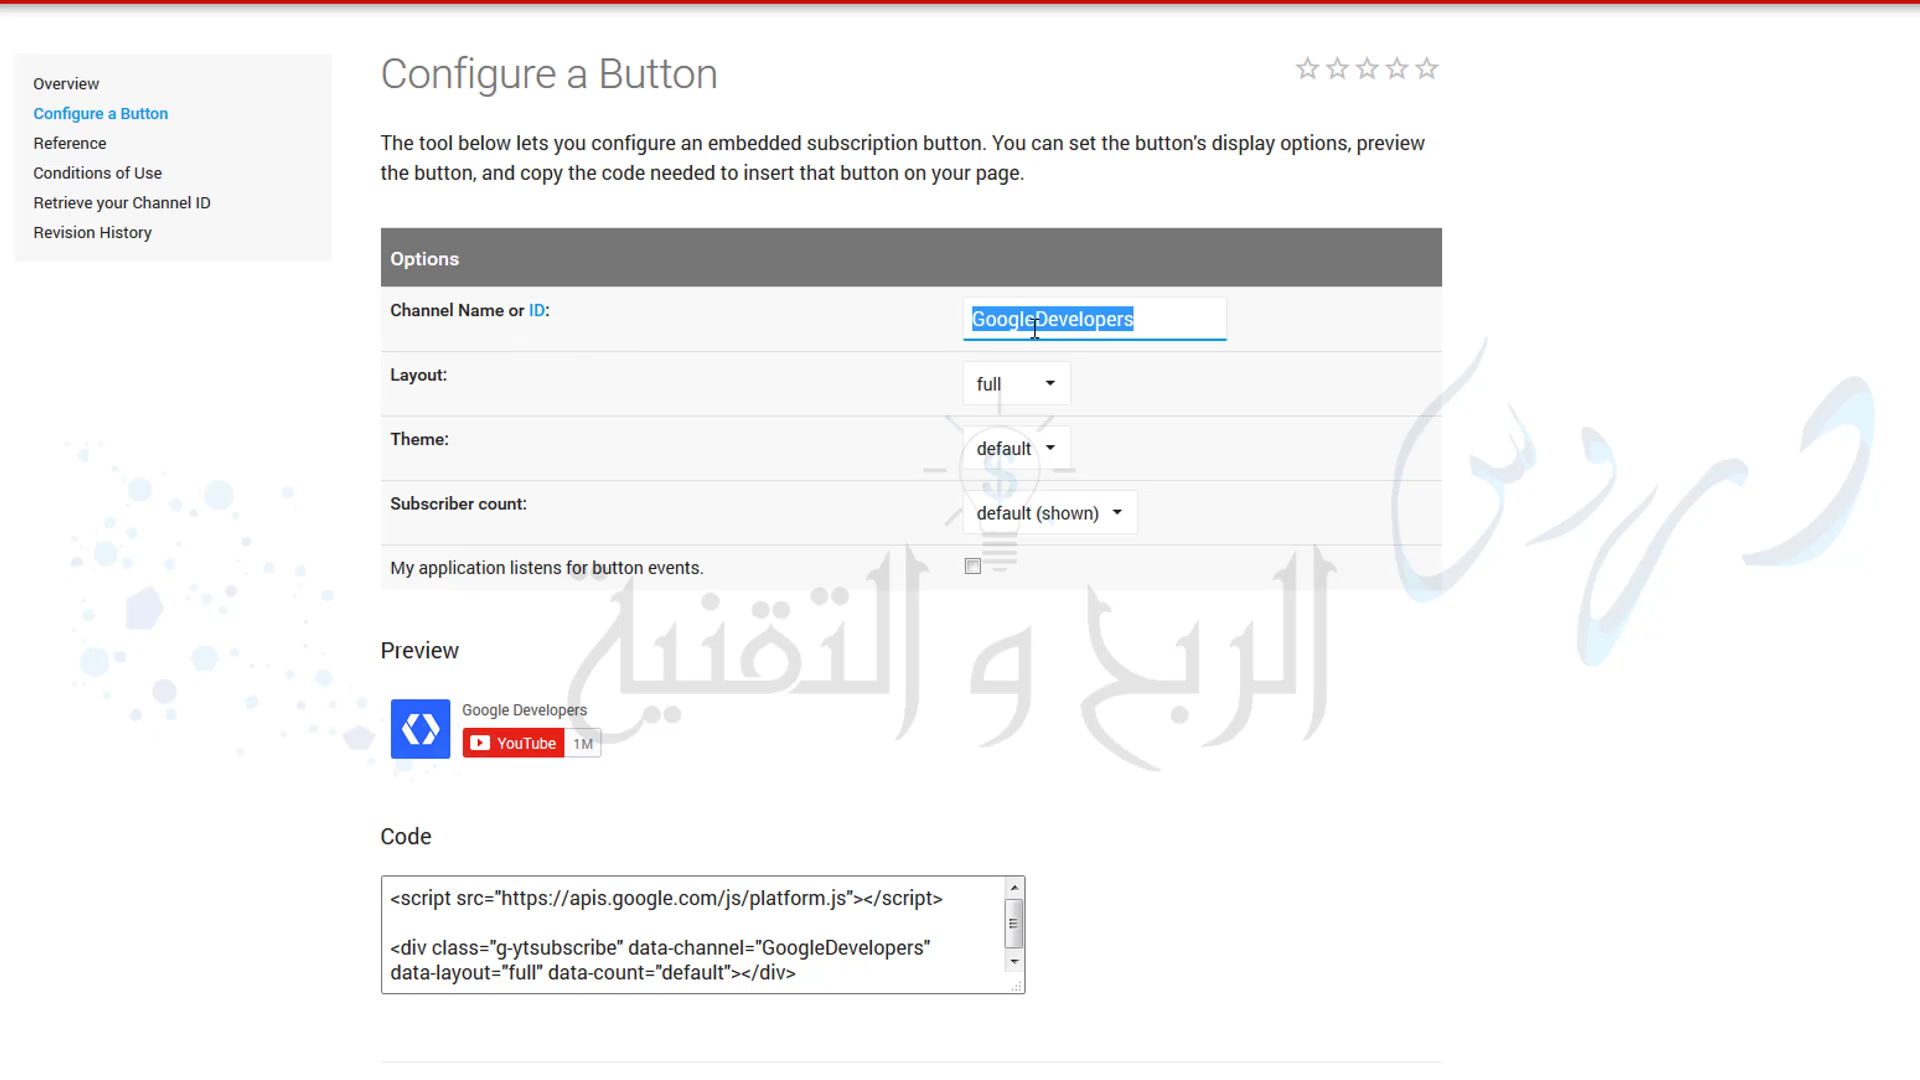 Overview
Configure a Button
Reference
Conditions of Use
Retrieve your Channel ID
Revision History
Configure a Button
The tool below lets you configure an embedded subscription button. You can set the button's display options, preview
the button, and copy the code needed to insert that button on your page.
Options
Channel Name or ID:
GoogleDevelopers
Layout:
full
Theme:
default
Subscriber count:
default (shown)
My application listens for button events.
دروس
الربح و التقنية
Preview
Google Developers
YouTube 1M
Code
<script src="https://apis.google.com/js/platform.js"></script>
<div class="g-ytsubscribe" data-channel="GoogleDevelopers"
data-layout="full" data-count="default"></div>